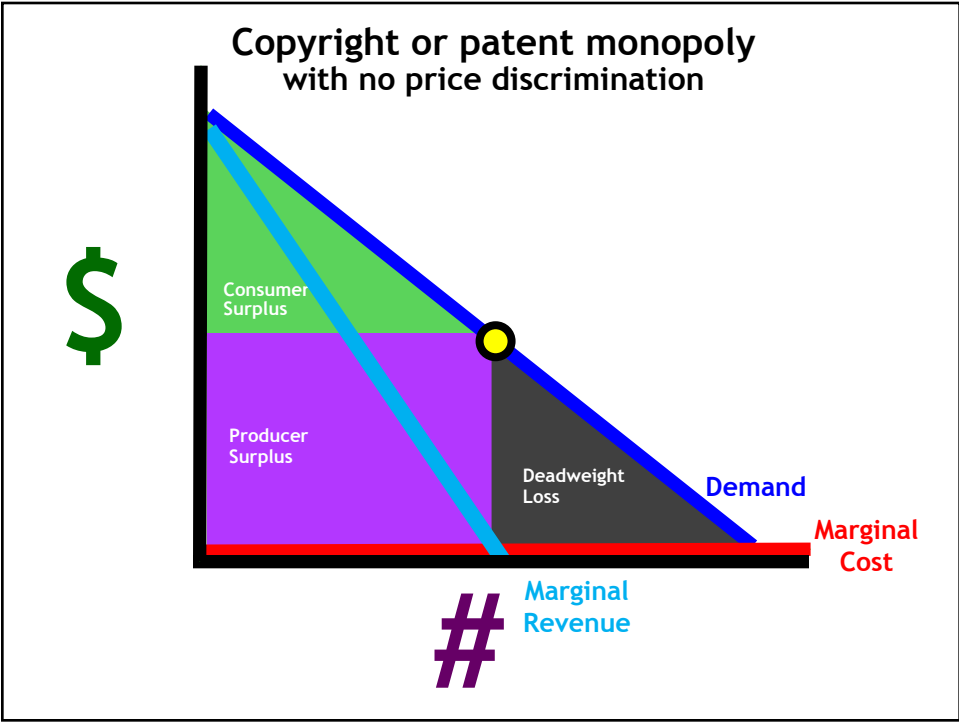 Copyright or patent monopoly
with no price discrimination
$
Consumer
Surplus
Producer
Surplus
Deadweight
Loss
Demand
Marginal
Cost
Marginal
Revenue
#